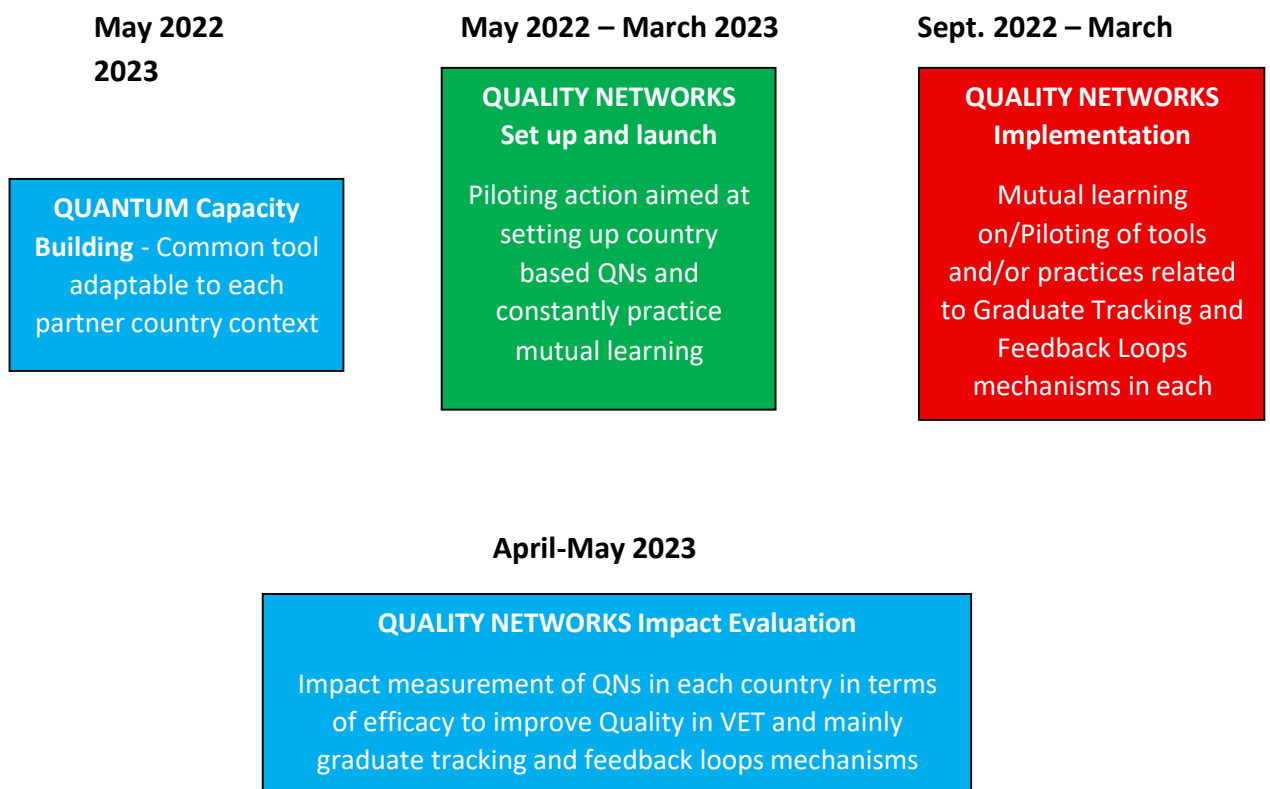 May 2022
2023
May 2022 – March 2023
Sept. 2022 – March
QUANTUM Capacity
Building - Common tool
adaptable to each
partner country context
QUALITY NETWORKS
Set up and launch
Piloting action aimed at
setting up country
based QNs and
constantly practice
mutual learning
QUALITY NETWORKS
Implementation
Mutual learning
on/Piloting of tools
and/or practices related
to Graduate Tracking and
Feedback Loops
mechanisms in each
April-May 2023
QUALITY NETWORKS Impact Evaluation
Impact measurement of QNs in each country in terms
of efficacy to improve Quality in VET and mainly
graduate tracking and feedback loops mechanisms